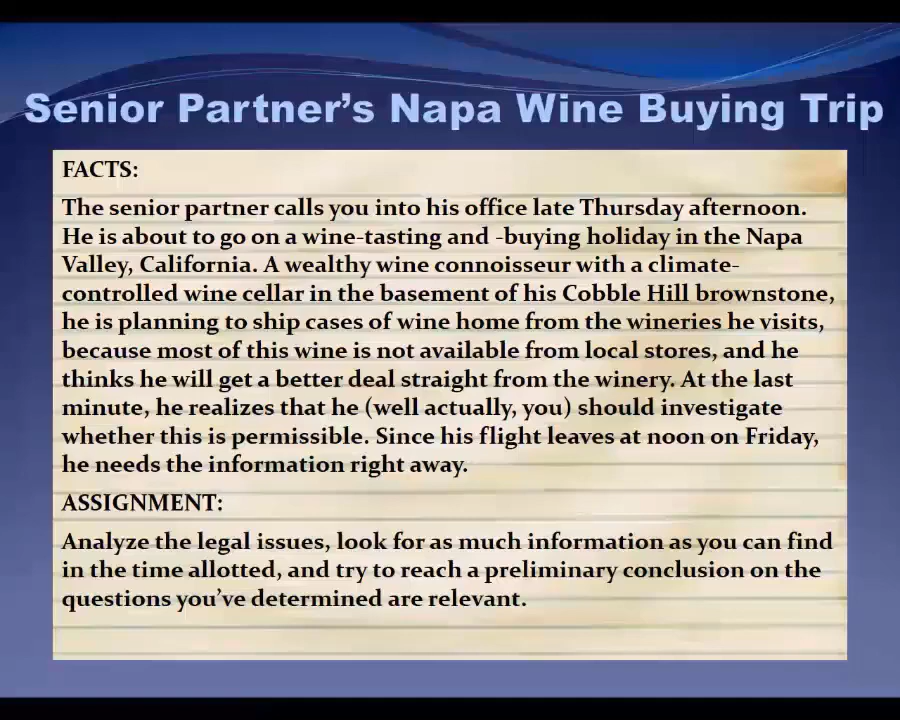 Senior Partner's Napa Wine Buying Trip
FACTS:
The senior partner calls you into his office late Thursday afternoon.
He is about to go on a wine-tasting and -buying holiday in the Napa
Valley, California. A wealthy wine connoisseur with a climate-
controlled wine cellar in the basement of his Cobble Hill brownstone,
he is planning to ship cases of wine home from the wineries he visits,
because most of this wine is not available from local stores, and he
thinks he will get a better deal straight from the winery. At the last
minute, he realizes that he (well actually, you) should investigate
whether this is permissible. Since his flight leaves at noon on Friday,
he needs the information right away.
ASSIGNMENT:
Analyze the legal issues, look for as much information as you can find
in the time allotted, and try to reach a preliminary conclusion on the
questions you've determined are relevant.